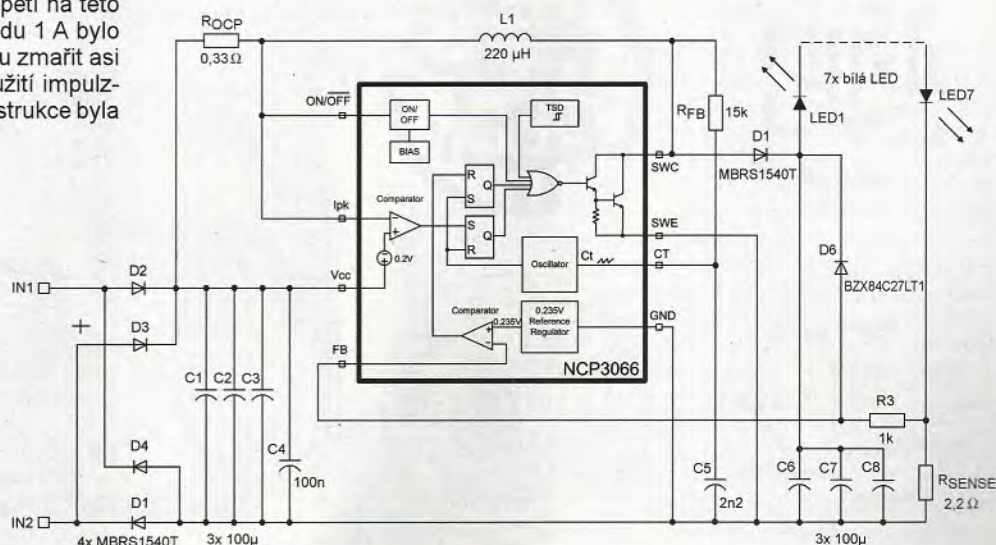 pětí na této
du 1 A bylo
u zmařit asi
užití impulz-
strukce byla
ROCP
0,33 Ω
L1
220 µH
7x bílá LED
LED1
LED7
RFB
15k
D1
MBRS1540T
ON/OFF
ON/
OFF
BIAS
TSD
R
S
Q
S
R
Q
Comparator
Ipk
0.2V
Vcc
Oscillator
Ct
SWC
SWE
CT
GND
Comparator
0.235V
0.235V
Reference
Regulator
FB
NCP3066
D6
BZX84C27LT1
IN1
D2
+
D3
D4
D1
IN2
4x MBRS1540T
C1
C2
C3
3x 100µ
C4
100n
C5
2n2
R3
1k
C6
C7
C8
3x 100µ
RSENSE
2,2 Ω